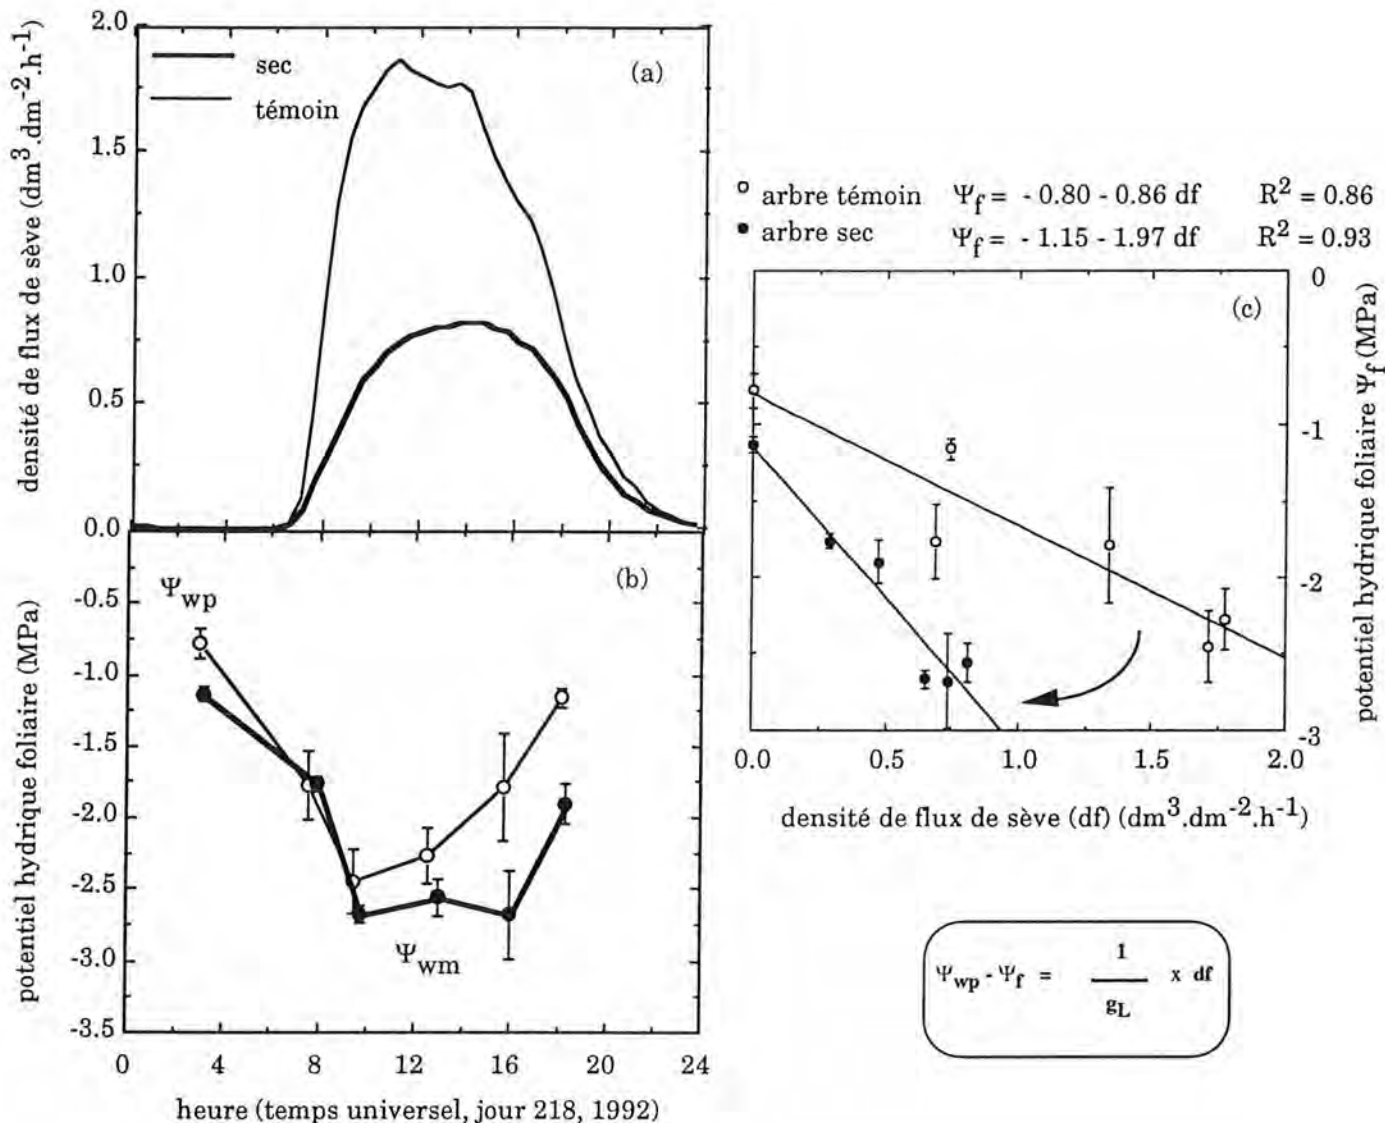 densité de flux de sève (dm³.dm⁻².h⁻¹)
2.0
1.5
1.0
0.5
0.0
sec
témoin
(a)
potentiel hydrique foliaire (MPa)
-0.5
-1.0
-1.5
-2.0
-2.5
-3.0
-3.5
Ψwp
Ψwm
(b)
0 4 8 12 16 20 24
heure (temps universel, jour 218, 1992)
arbre témoin Ψf = - 0.80 - 0.86 df R² = 0.86
arbre sec Ψf = - 1.15 - 1.97 df R² = 0.93
(c)
0
-1
-2
-3
potentiel hydrique foliaire Ψf (MPa)
0.0 0.5 1.0 1.5 2.0
densité de flux de sève (df) (dm³.dm⁻².h⁻¹)
Ψwp - Ψf = 1 / gL x df